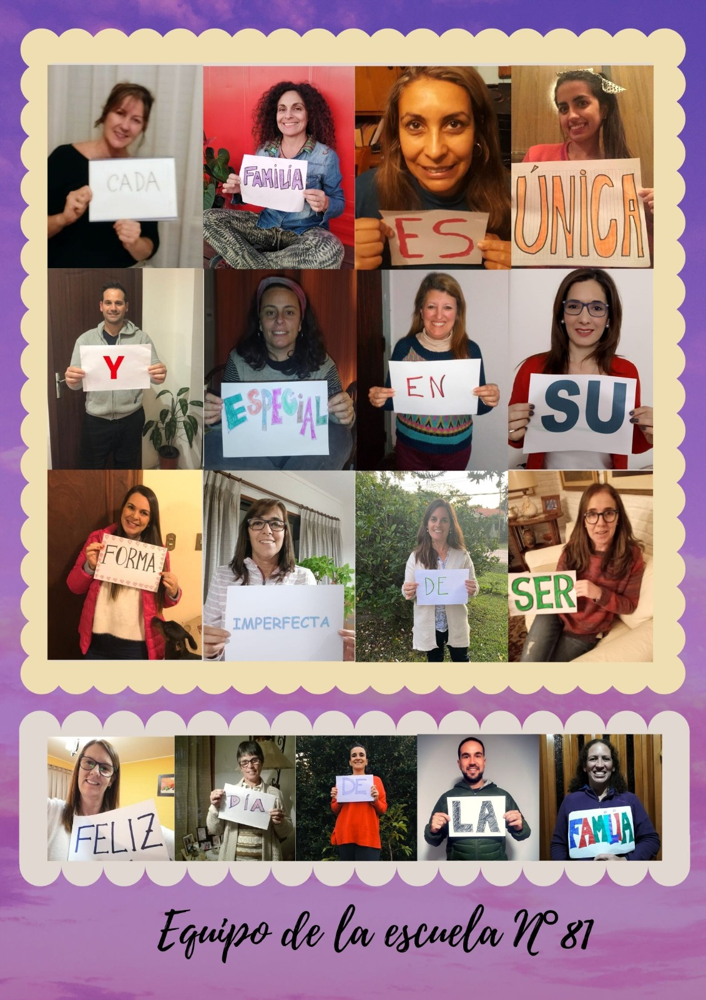 CADA FAMILIA ES ÚNICA
Y ESPECIAL EN SU
FORMA IMPERFECTA DE SER
FELIZ DÍA DE LA FAMILIA
Equipo de la escuela Nº 81